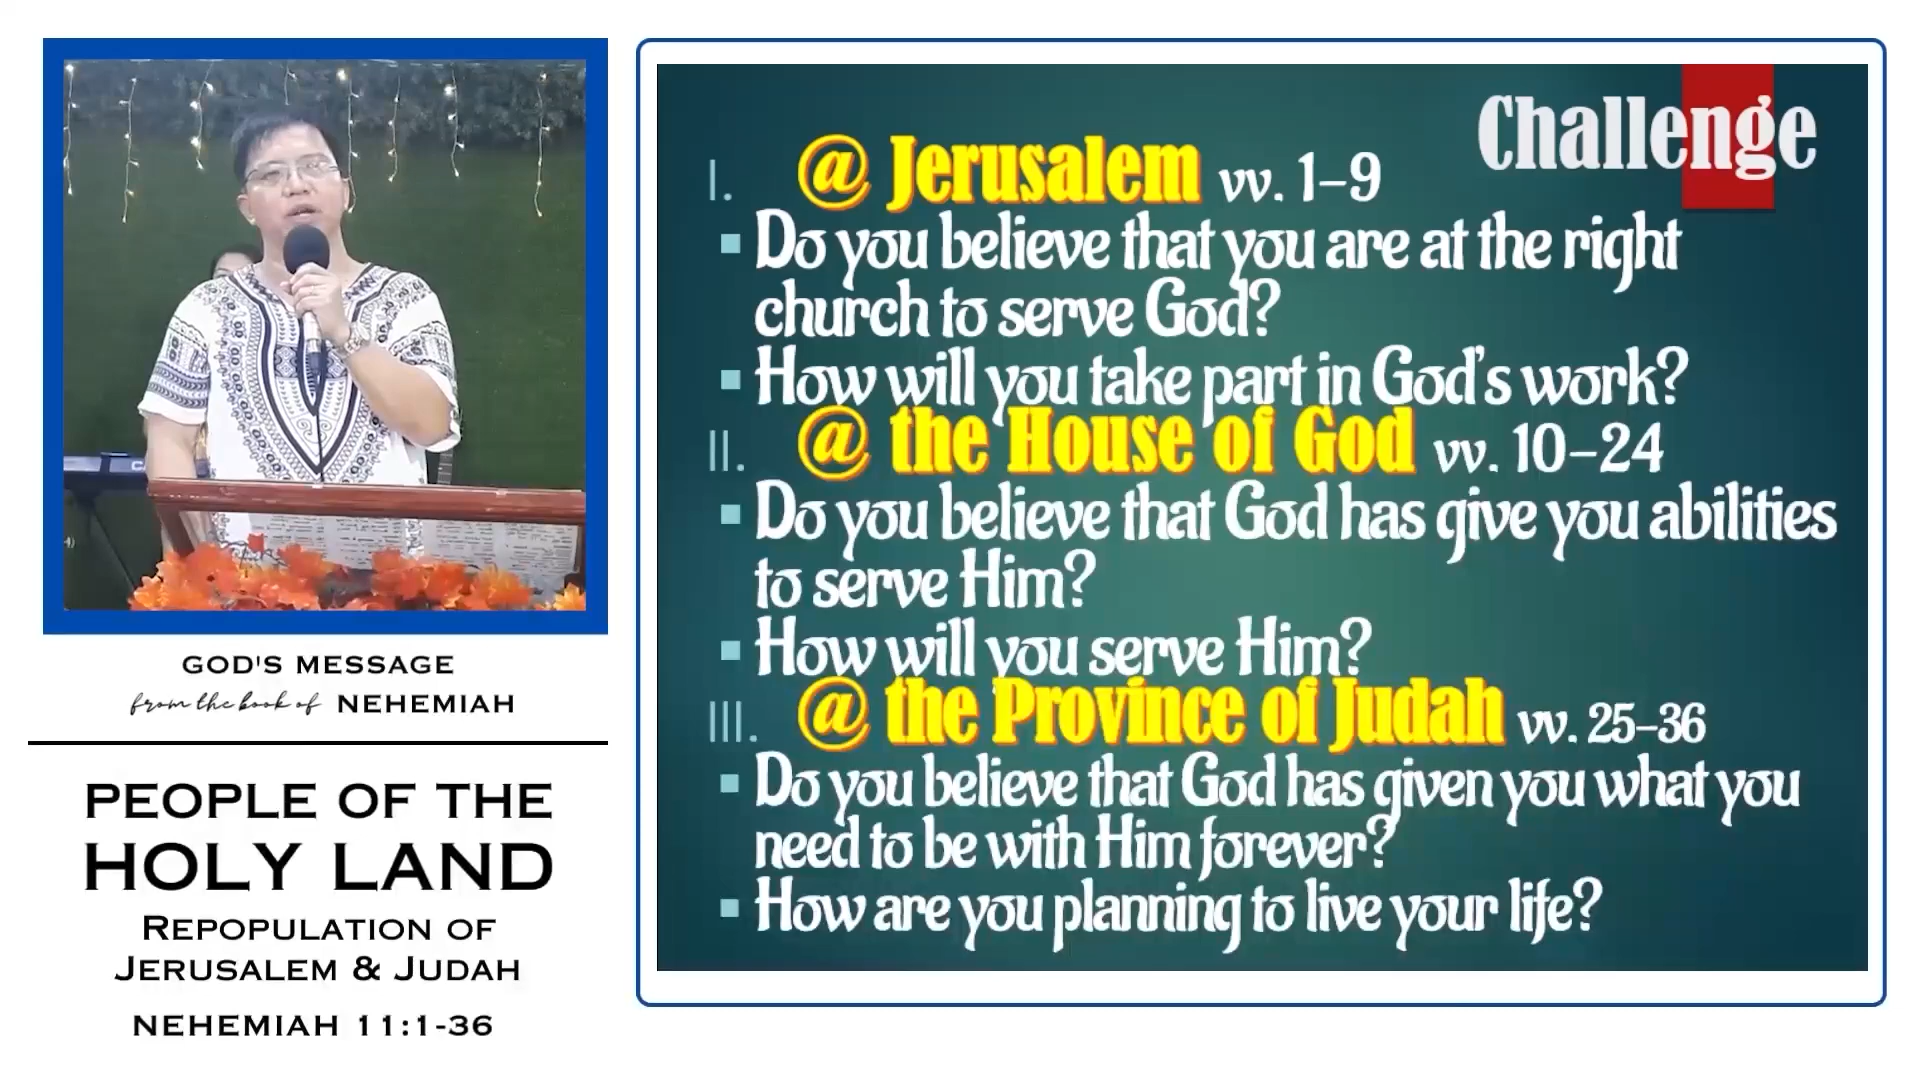 GOD'S MESSAGE
from the book of NEHEMIAH
PEOPLE OF THE
HOLY LAND
REPOPULATION OF
JERUSALEM & JUDAH
NEHEMIAH 11:1-36
Challenge
I. @ Jerusalem vv. 1–9
▪ Do you believe that you are at the right
church to serve God?
▪ How will you take part in God's work?
II. @ the House of God vv. 10–24
▪ Do you believe that God has give you abilities
to serve Him?
▪ How will you serve Him?
III. @ the Province of Judah vv. 25–36
▪ Do you believe that God has given you what you
need to be with Him forever?
▪ How are you planning to live your life?